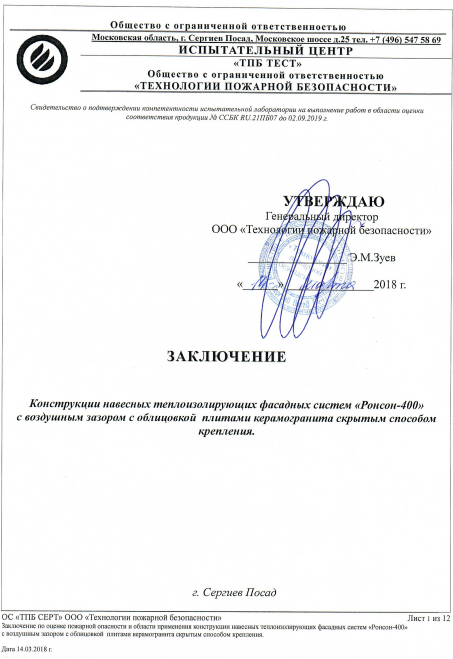 Общество с ограниченной ответственностью
Московская область, г. Сергиев Посад, Московское шоссе д.25 тел. +7 (496) 547 58 69
ИСПЫТАТЕЛЬНЫЙ ЦЕНТР
«ТПБ ТЕСТ»
Общество с ограниченной ответственностью
«ТЕХНОЛОГИИ ПОЖАРНОЙ БЕЗОПАСНОСТИ»
Свидетельство о подтверждении компетентности испытательной лаборатории на выполнение работ в области оценки
соответствия продукции № ССБК RU.21ПБ07 до 02.09.2019 г.
УТВЕРЖДАЮ
Генеральный директор
ООО «Технологии пожарной безопасности»
Э.М.Зуев
«14» марта 2018 г.
ЗАКЛЮЧЕНИЕ
Конструкции навесных теплоизолирующих фасадных систем «Ронсон-400»
с воздушным зазором с облицовкой плитами керамогранита скрытым способом
крепления.
г. Сергиев Посад
ОС «ТПБ СЕРТ» ООО «Технологии пожарной безопасности» Лист 1 из 12
Заключение по оценке пожарной опасности и области применения конструкции навесных теплоизолирующих фасадных систем «Ронсон-400»
с воздушным зазором с облицовкой плитами керамогранита скрытым способом крепления.
Дата 14.03.2018 г.